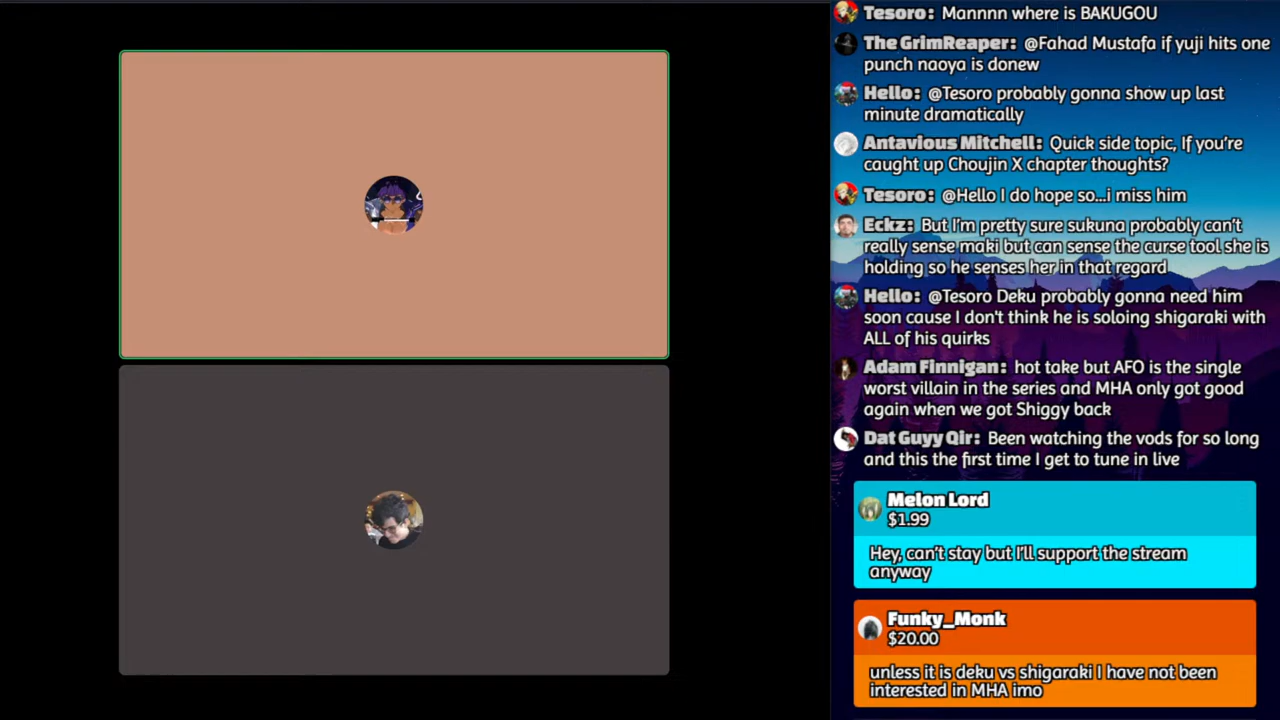 Tesoro: Mannnn where is BAKUGOU
The GrimReaper: @Fahad Mustafa if yuji hits one
punch naoya is donew
Hello: @Tesoro probably gonna show up last
minute dramatically
Antavious Mitchell: Quick side topic, If you're
caught up Choujin X chapter thoughts?
Tesoro: @Hello I do hope so...i miss him
Eckz: But I'm pretty sure sukuna probably can't
really sense maki but can sense the curse tool she is
holding so he senses her in that regard
Hello: @Tesoro Deku probably gonna need him
soon cause I don't think he is soloing shigaraki with
ALL of his quirks
Adam Finnigan: hot take but AFO is the single
worst villain in the series and MHA only got good
again when we got Shiggy back
Dat Guyy Qir: Been watching the vods for so long
and this the first time I get to tune in live
Melon Lord
$1.99
Hey, can't stay but I'll support the stream
anyway
Funky_Monk
$20.00
unless it is deku vs shigaraki I have not been
interested in MHA imo